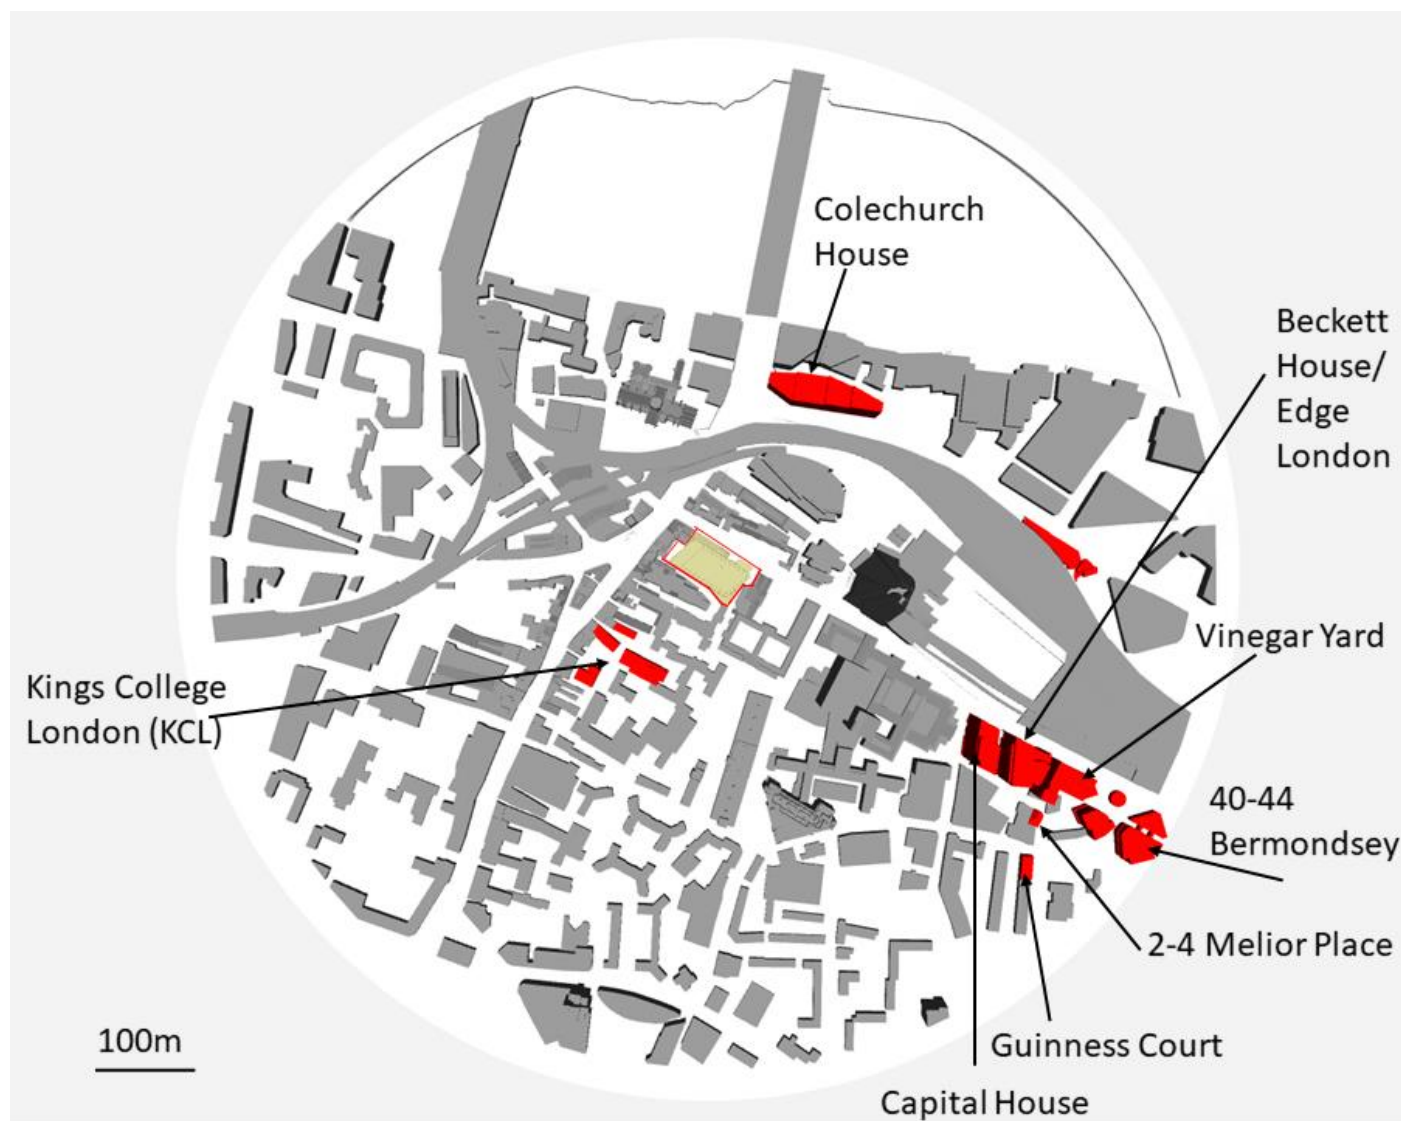 Colechurch
House
Beckett
House/
Edge
London
Vinegar Yard
Kings College
London (KCL)
40-44
Bermondsey
2-4 Melior Place
100m
Guinness Court
Capital House